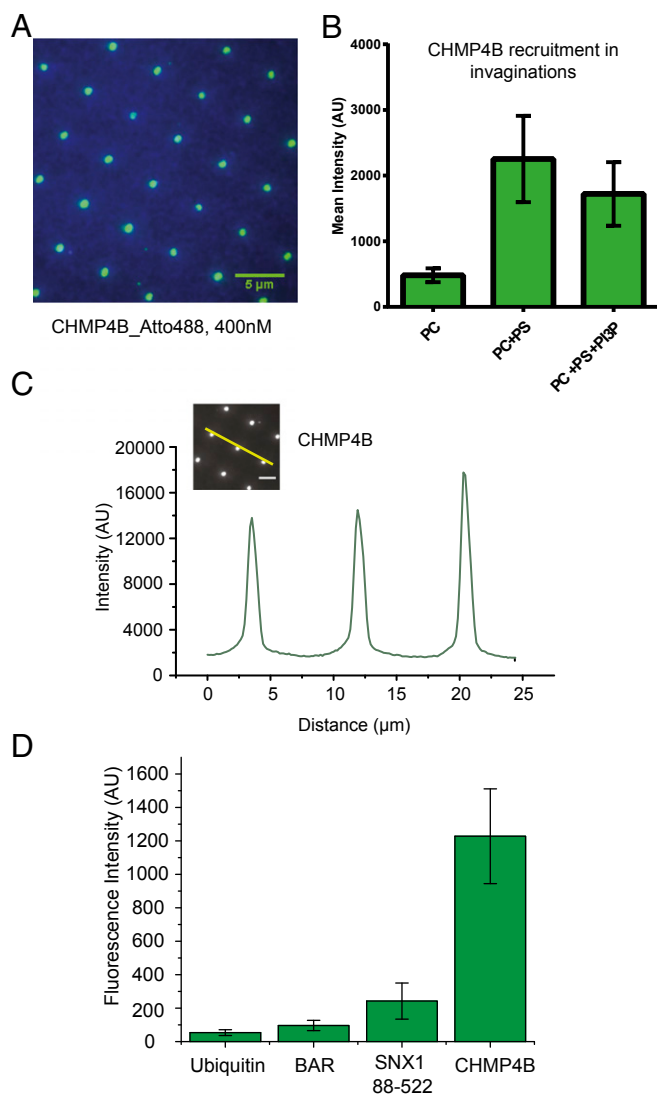 A
5 µm
CHMP4B_Atto488, 400nM
B
CHMP4B recruitment in
invaginations
Mean Intensity (AU)
4000
3000
2000
1000
0
PC
PC+PS
PC+PS+PI3P
C
CHMP4B
Intensity (AU)
20000
16000
12000
8000
4000
0
0
5
10
15
20
25
Distance (µm)
D
Fluorescence Intensity (AU)
1600
1400
1200
1000
800
600
400
200
0
Ubiquitin
BAR
SNX1
88-522
CHMP4B